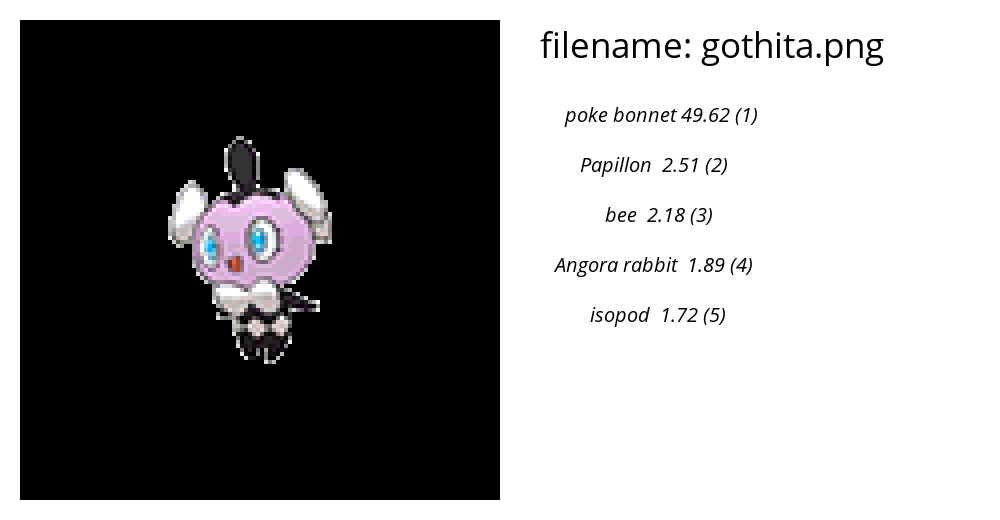 filename: gothita.png
poke bonnet 49.62 (1)
Papillon 2.51 (2)
bee 2.18 (3)
Angora rabbit 1.89 (4)
isopod 1.72 (5)